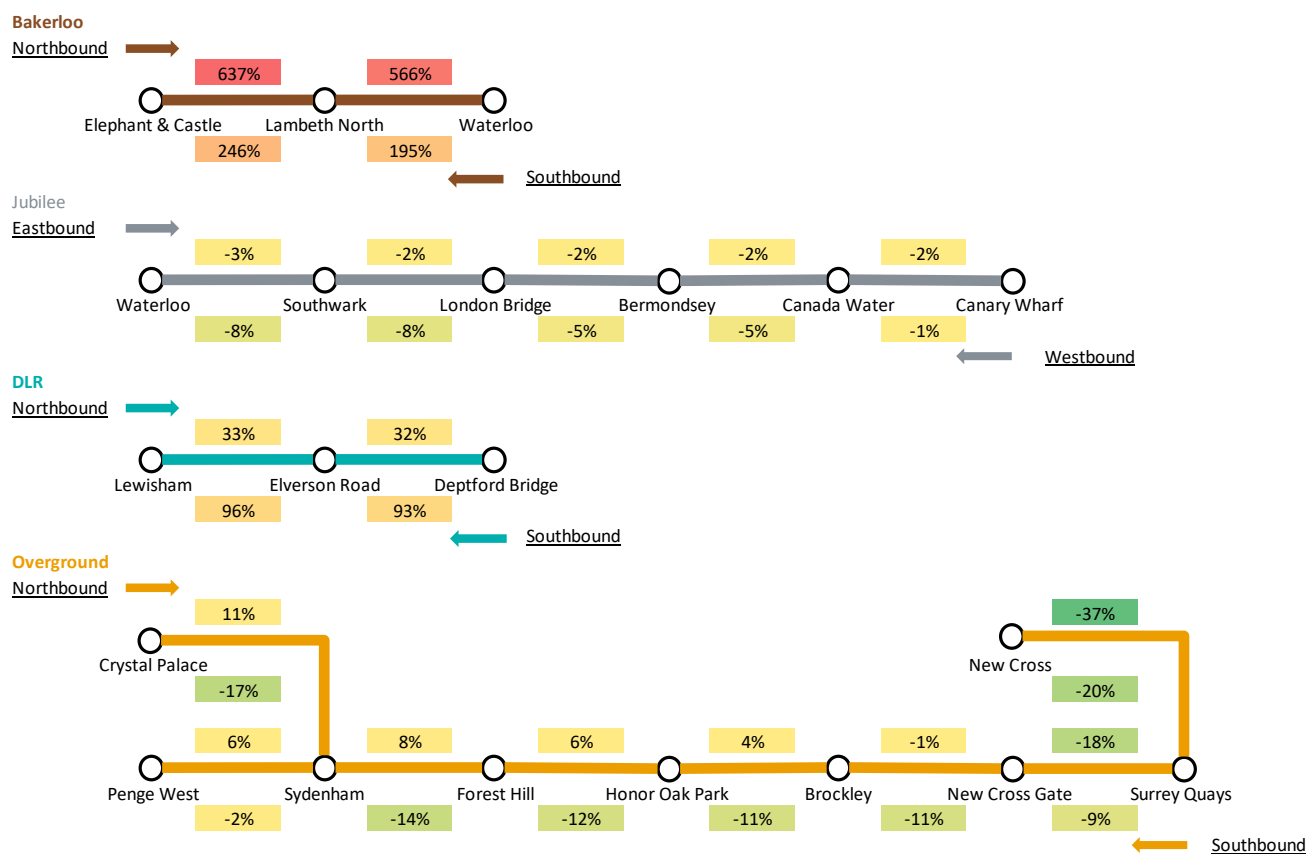 Bakerloo
Northbound
637% 566%
Elephant & Castle Lambeth North Waterloo
246% 195%
Southbound
Jubilee
Eastbound
-3% -2% -2% -2% -2%
Waterloo Southwark London Bridge Bermondsey Canada Water Canary Wharf
-8% -8% -5% -5% -1%
Westbound
DLR
Northbound
33% 32%
Lewisham Elverson Road Deptford Bridge
96% 93%
Southbound
Overground
Northbound
11% -37%
Crystal Palace New Cross
-17% -20%
6% 8% 6% 4% -1% -18%
Penge West Sydenham Forest Hill Honor Oak Park Brockley New Cross Gate Surrey Quays
-2% -14% -12% -11% -11% -9%
Southbound